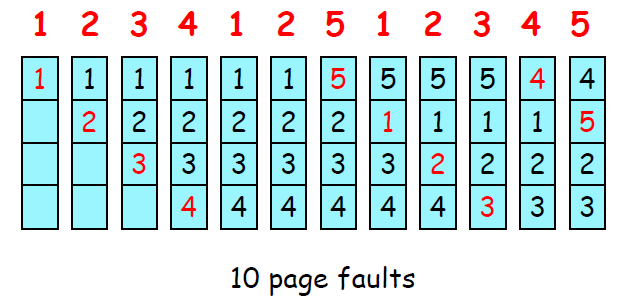 1 2 3 4 1 2 5 1 2 3 4 5
1 1 1 1 1 1 5 5 5 5 4 4
2 2 2 2 2 2 1 1 1 1 5
3 3 3 3 3 3 2 2 2 2
4 4 4 4 4 4 3 3 3
10 page faults